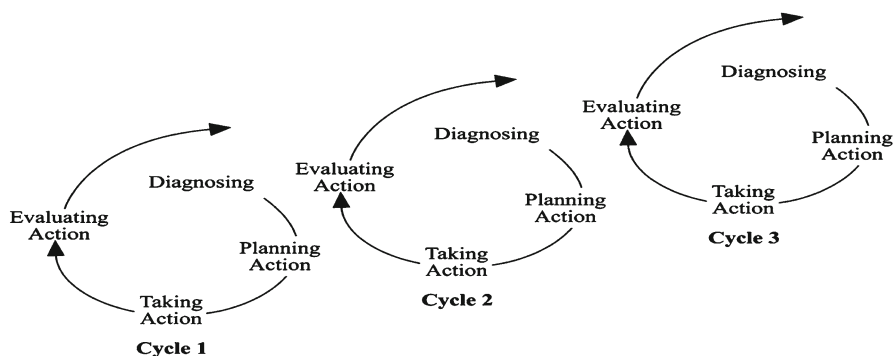 Diagnosing
Planning
Action
Taking
Action
Evaluating
Action
Cycle 1
Diagnosing
Planning
Action
Taking
Action
Evaluating
Action
Cycle 2
Diagnosing
Planning
Action
Taking
Action
Evaluating
Action
Cycle 3